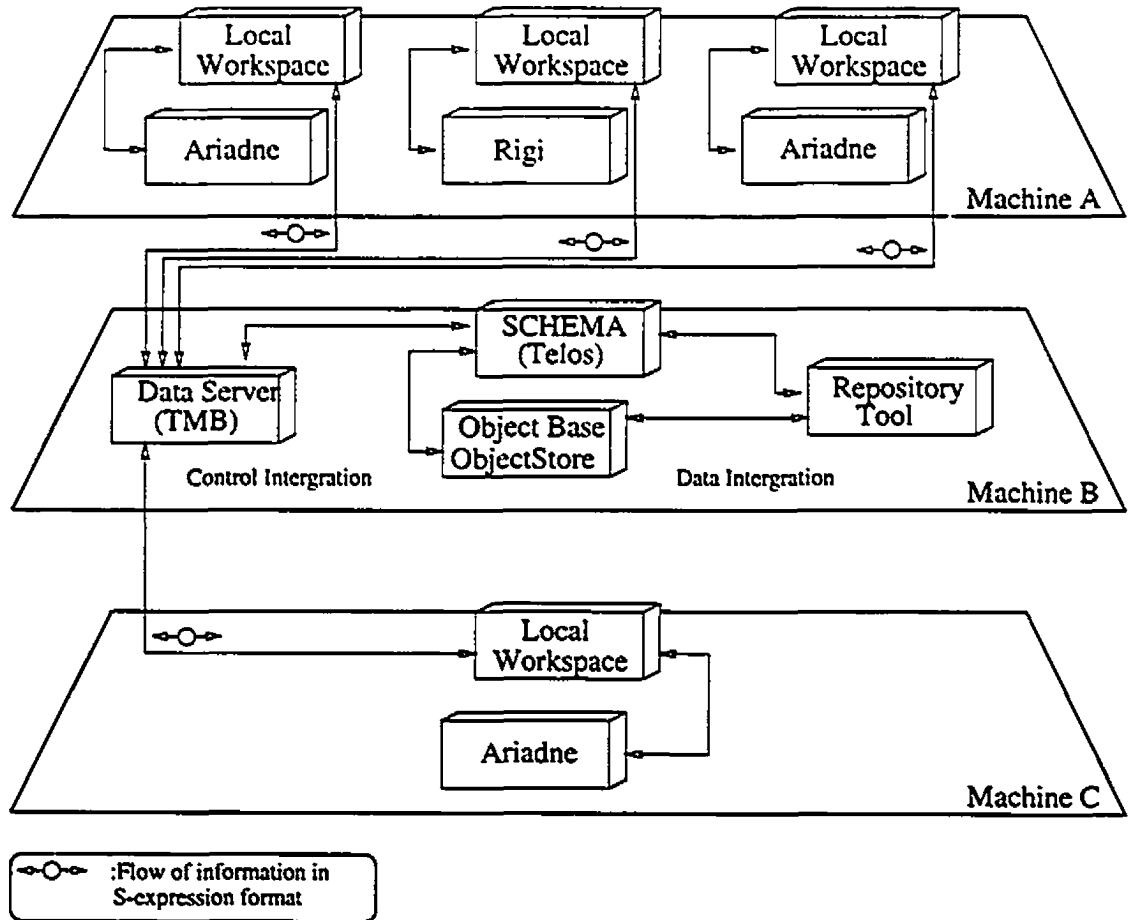 Local
Workspace
Local
Workspace
Local
Workspace
Ariadne
Rigi
Ariadne
Machine A
SCHEMA
(Telos)
Data Server
(TMB)
Repository
Tool
Object Base
ObjectStore
Control Intergration
Data Intergration
Machine B
Local
Workspace
Ariadne
Machine C
:Flow of information in
S-expression format